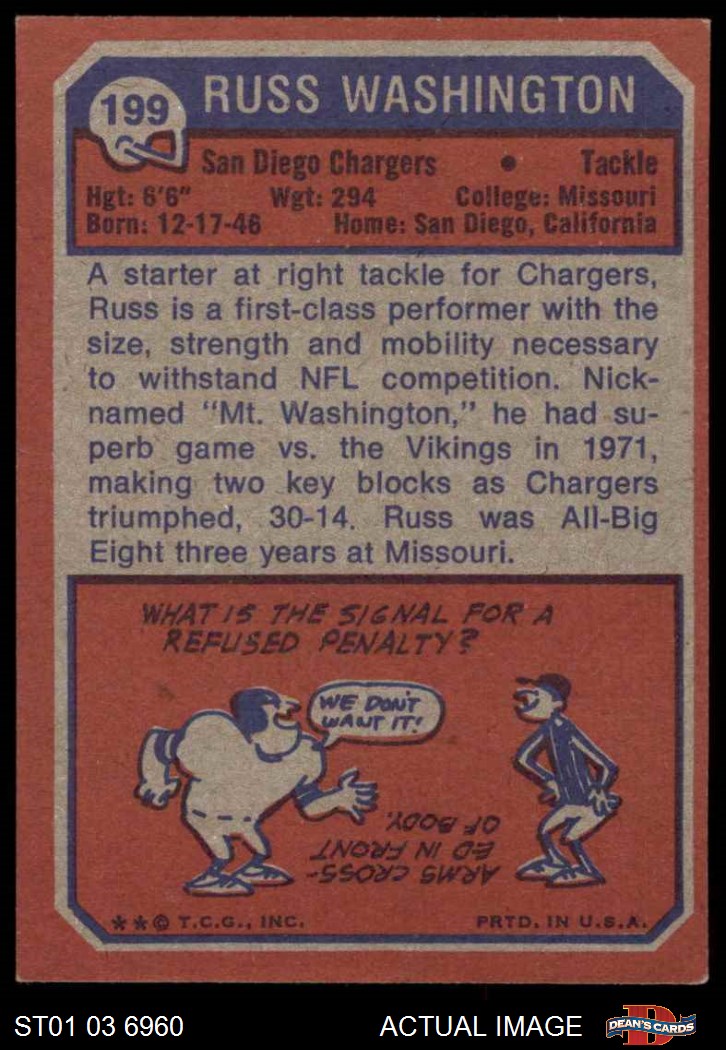 199
RUSS WASHINGTON
San Diego Chargers • Tackle
Hgt: 6'6" Wgt: 294 College: Missouri
Born: 12-17-46 Home: San Diego, California
A starter at right tackle for Chargers,
Russ is a first-class performer with the
size, strength and mobility necessary
to withstand NFL competition. Nick-
named "Mt. Washington," he had su-
perb game vs. the Vikings in 1971,
making two key blocks as Chargers
triumphed, 30-14. Russ was All-Big
Eight three years at Missouri.
WHAT IS THE SIGNAL FOR A
REFUSED PENALTY?
WE DON'T
WANT IT!
ARMS CROSS-
ED IN FRONT
OF BODY.
**© T.C.G., INC. PRTD. IN U.S.A.
ST01 03 6960 ACTUAL IMAGE
D
DEAN'S CARDS